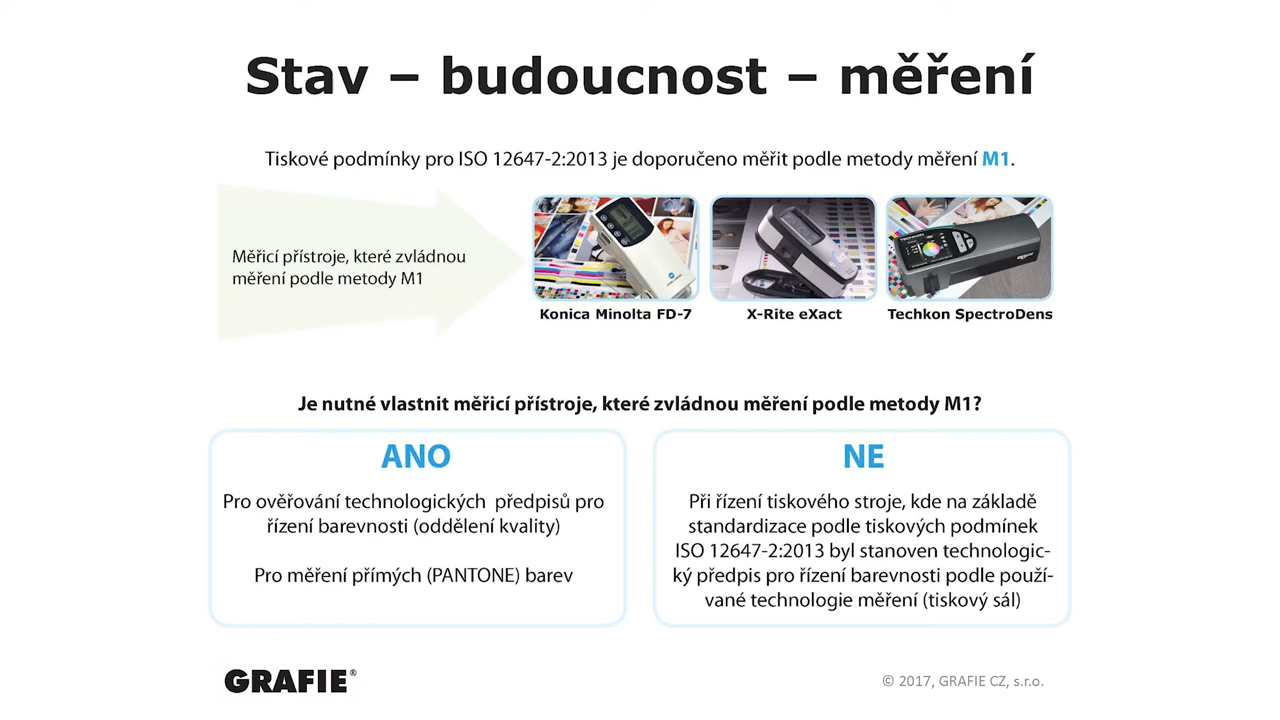 Stav – budoucnost – měření
Tiskové podmínky pro ISO 12647-2:2013 je doporučeno měřit podle metody měření M1.
Měřicí přístroje, které zvládnou
měření podle metody M1
Konica Minolta FD-7
X-Rite eXact
Techkon SpectroDens
Je nutné vlastnit měřicí přístroje, které zvládnou měření podle metody M1?
ANO
Pro ověřování technologických předpisů pro
řízení barevnosti (oddělení kvality)
Pro měření přímých (PANTONE) barev
NE
Při řízení tiskového stroje, kde na základě
standardizace podle tiskových podmínek
ISO 12647-2:2013 byl stanoven technologic-
ký předpis pro řízení barevnosti podle použí-
vané technologie měření (tiskový sál)
GRAFIE®
© 2017, GRAFIE CZ, s.r.o.